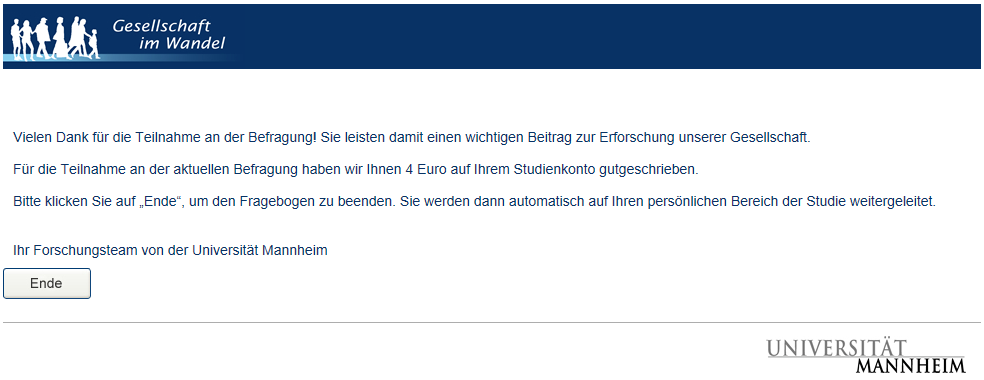 Gesellschaft
im Wandel
Vielen Dank für die Teilnahme an der Befragung! Sie leisten damit einen wichtigen Beitrag zur Erforschung unserer Gesellschaft.
Für die Teilnahme an der aktuellen Befragung haben wir Ihnen 4 Euro auf Ihrem Studienkonto gutgeschrieben.
Bitte klicken Sie auf „Ende“, um den Fragebogen zu beenden. Sie werden dann automatisch auf Ihren persönlichen Bereich der Studie weitergeleitet.
Ihr Forschungsteam von der Universität Mannheim
Ende
UNIVERSITÄT
MANNHEIM